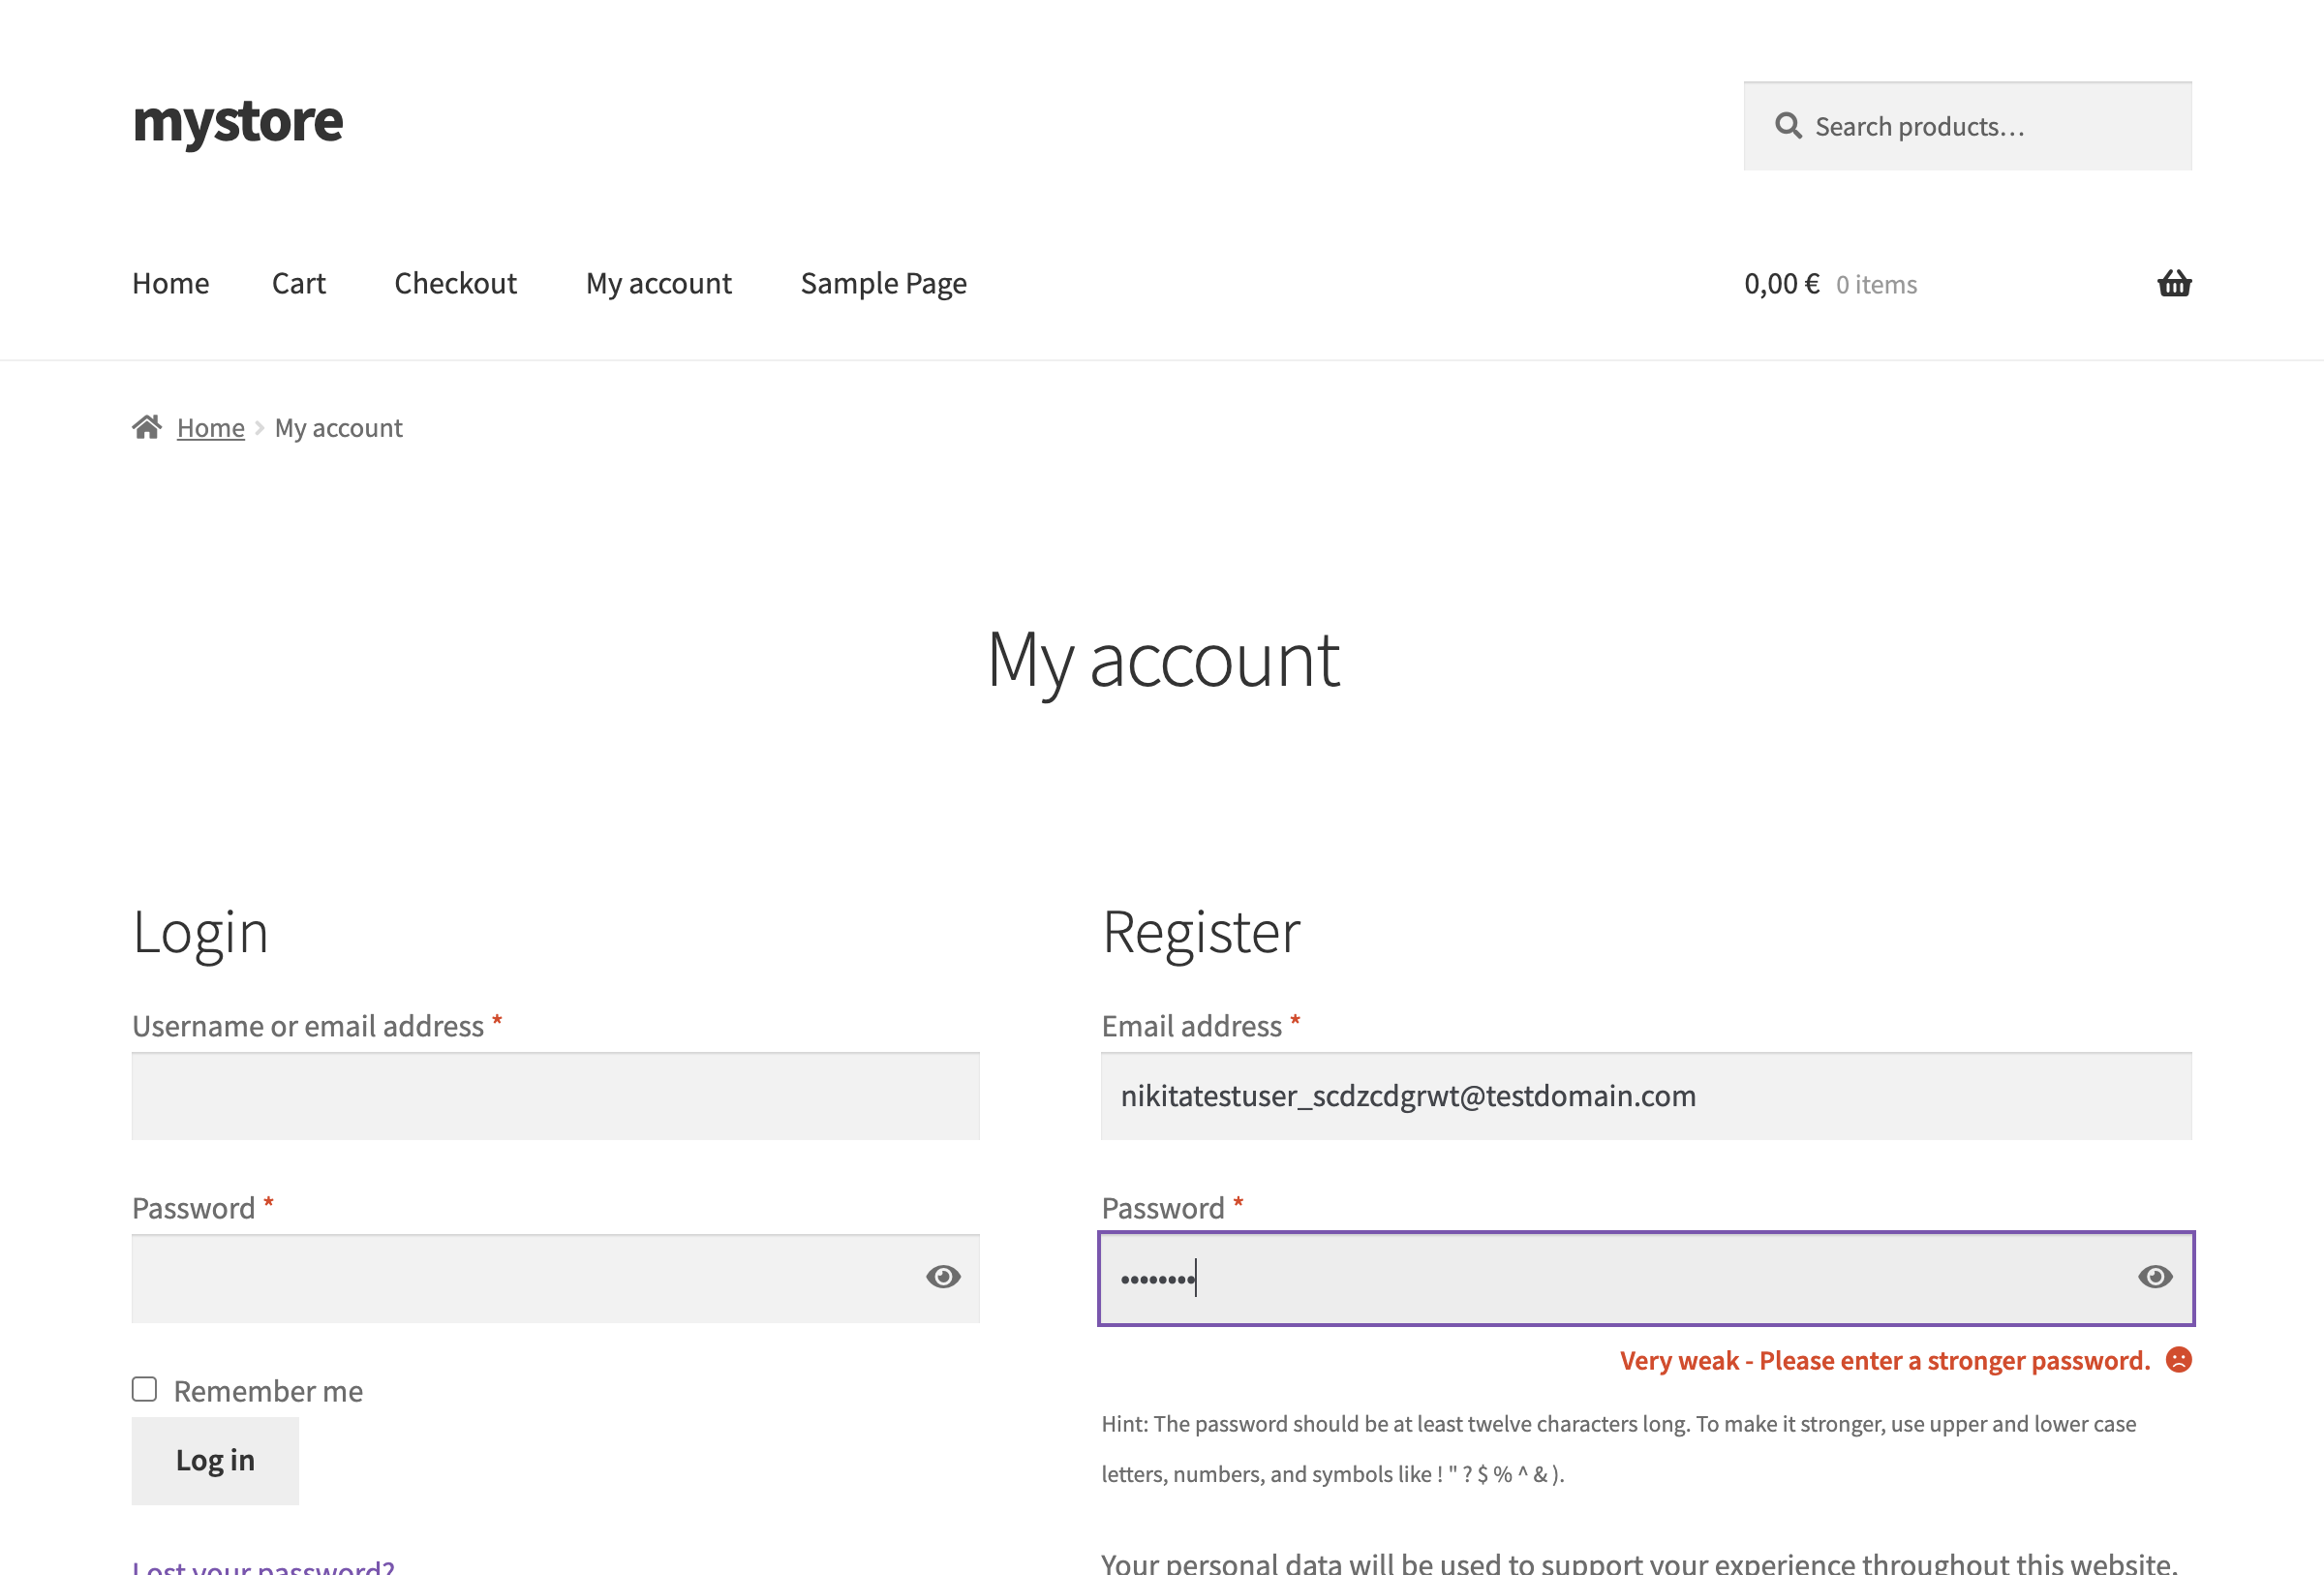 mystore
Search products…
Home Cart Checkout My account Sample Page 0,00 € 0 items
Home My account
My account
Login
Username or email address *
Password *
Remember me
Log in
Lost your password?
Register
Email address *
nikitatestuser_scdzcdgrwt@testdomain.com
Password *
••••••••
Very weak - Please enter a stronger password.
Hint: The password should be at least twelve characters long. To make it stronger, use upper and lower case
letters, numbers, and symbols like ! " ? $ % ^ & ).
Your personal data will be used to support your experience throughout this website,